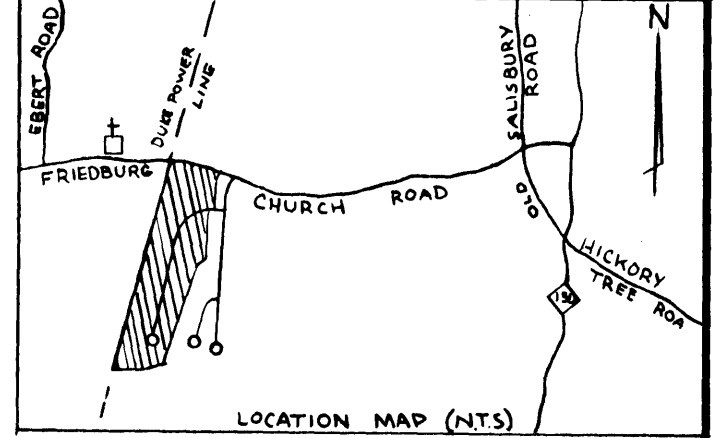 EBERT ROAD
DUKE POWER
LINE
SALISBURY
ROAD
N
FRIEDBURG
CHURCH
ROAD
OLD
HICKORY
TREE ROA
150
LOCATION MAP (N.T.S)